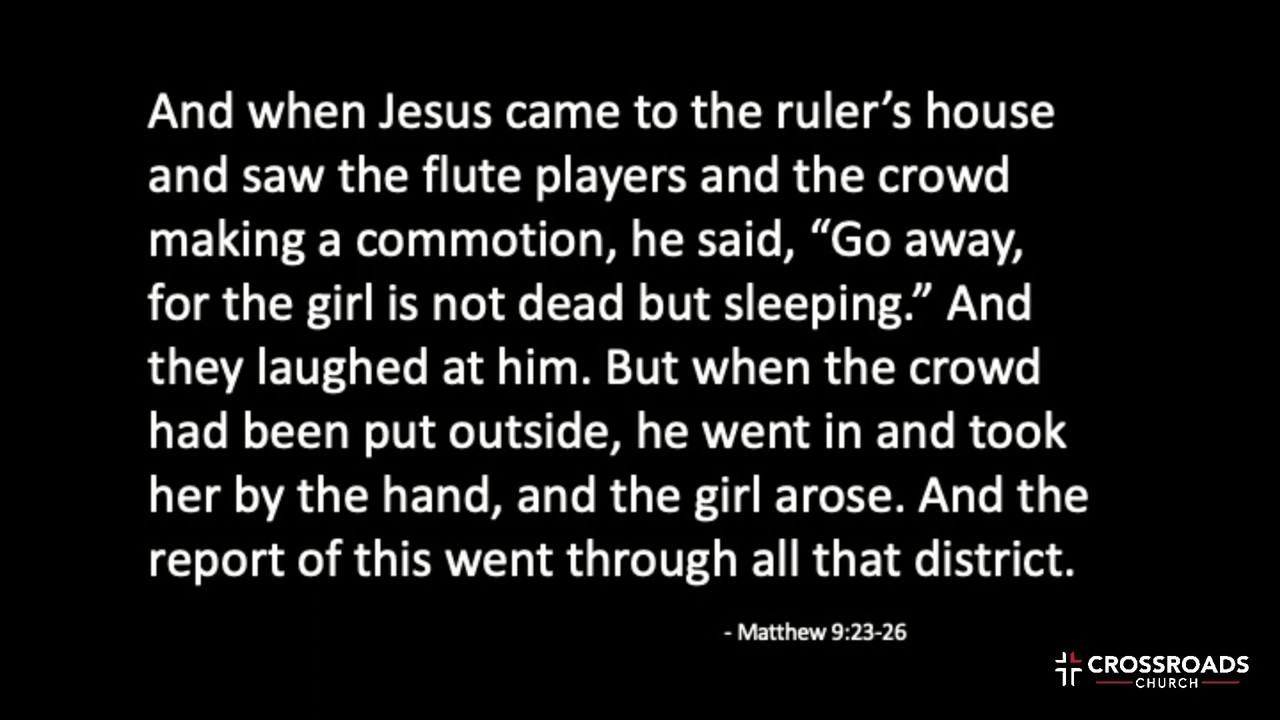 And when Jesus came to the ruler’s house
and saw the flute players and the crowd
making a commotion, he said, “Go away,
for the girl is not dead but sleeping.” And
they laughed at him. But when the crowd
had been put outside, he went in and took
her by the hand, and the girl arose. And the
report of this went through all that district.
- Matthew 9:23-26
CROSSROADS
CHURCH